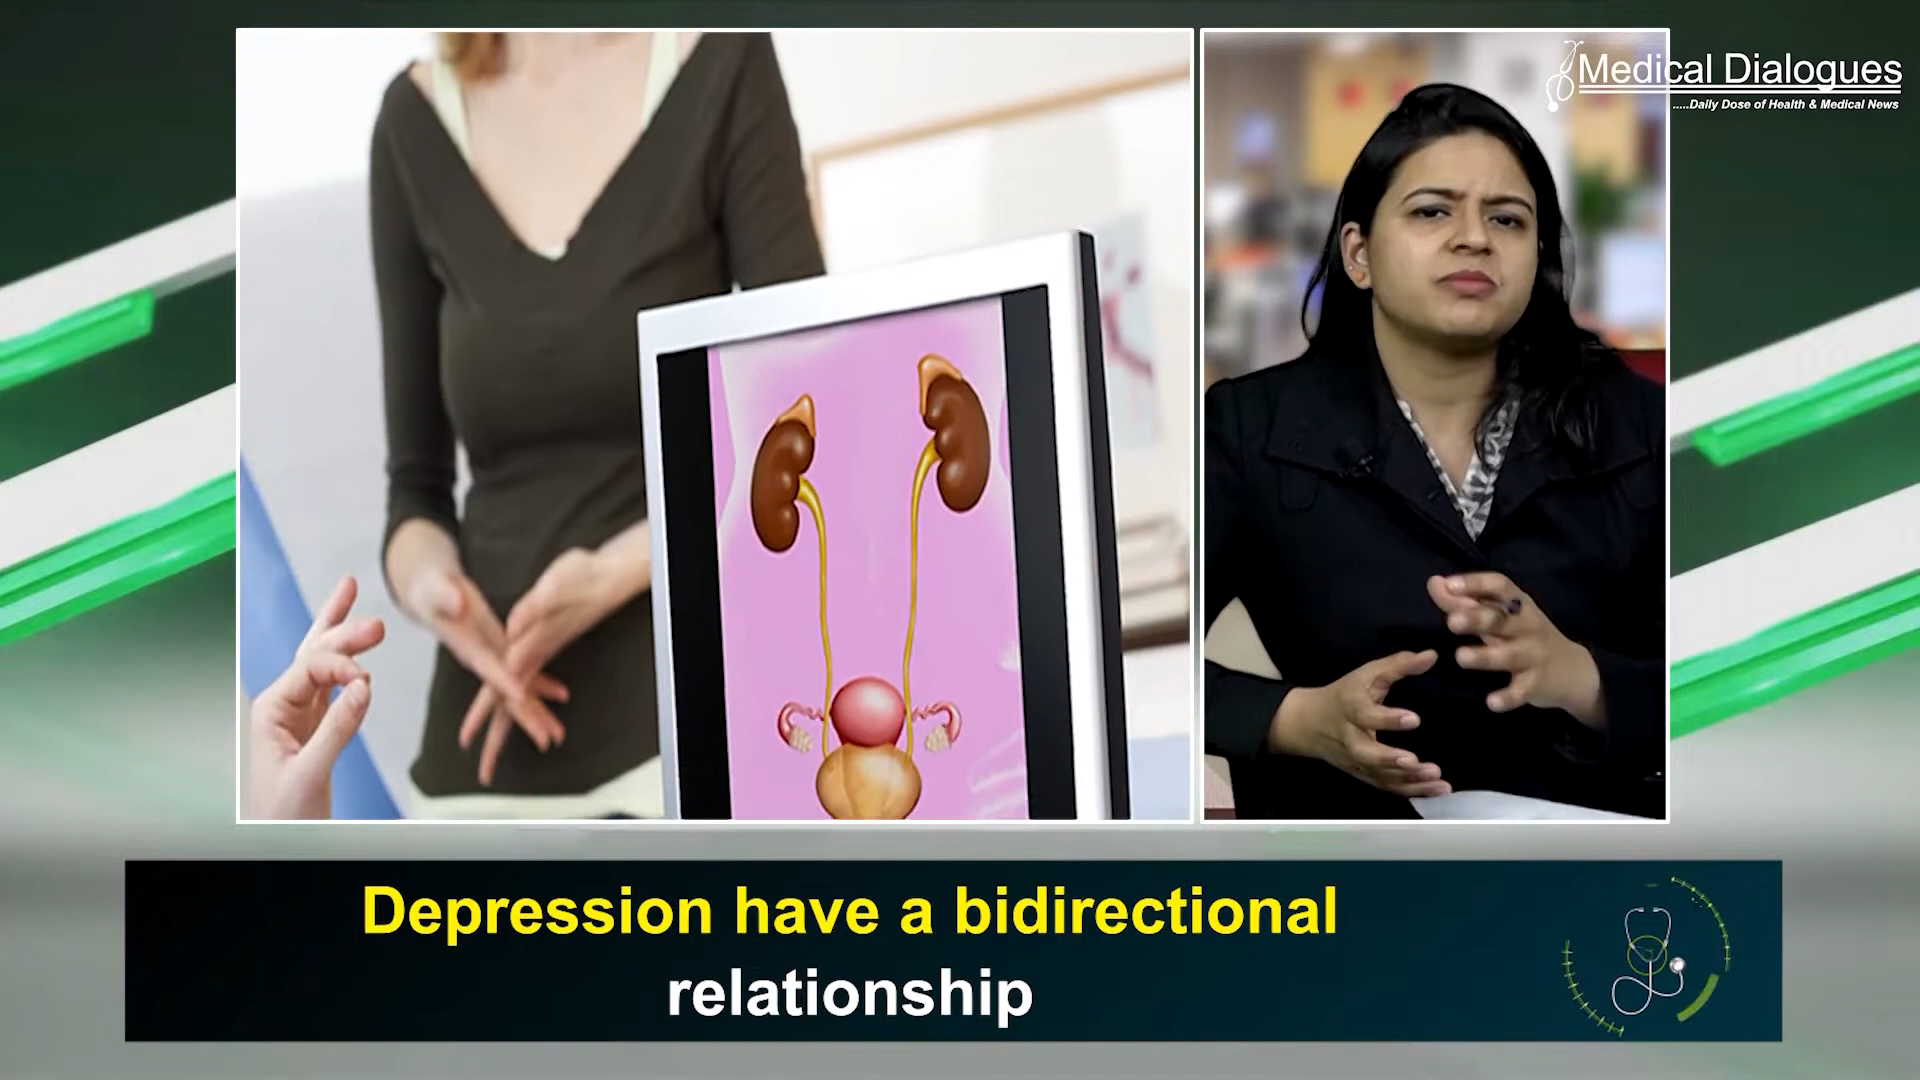 Medical Dialogues
.....Daily Dose of Health & Medical News
Depression have a bidirectional
relationship